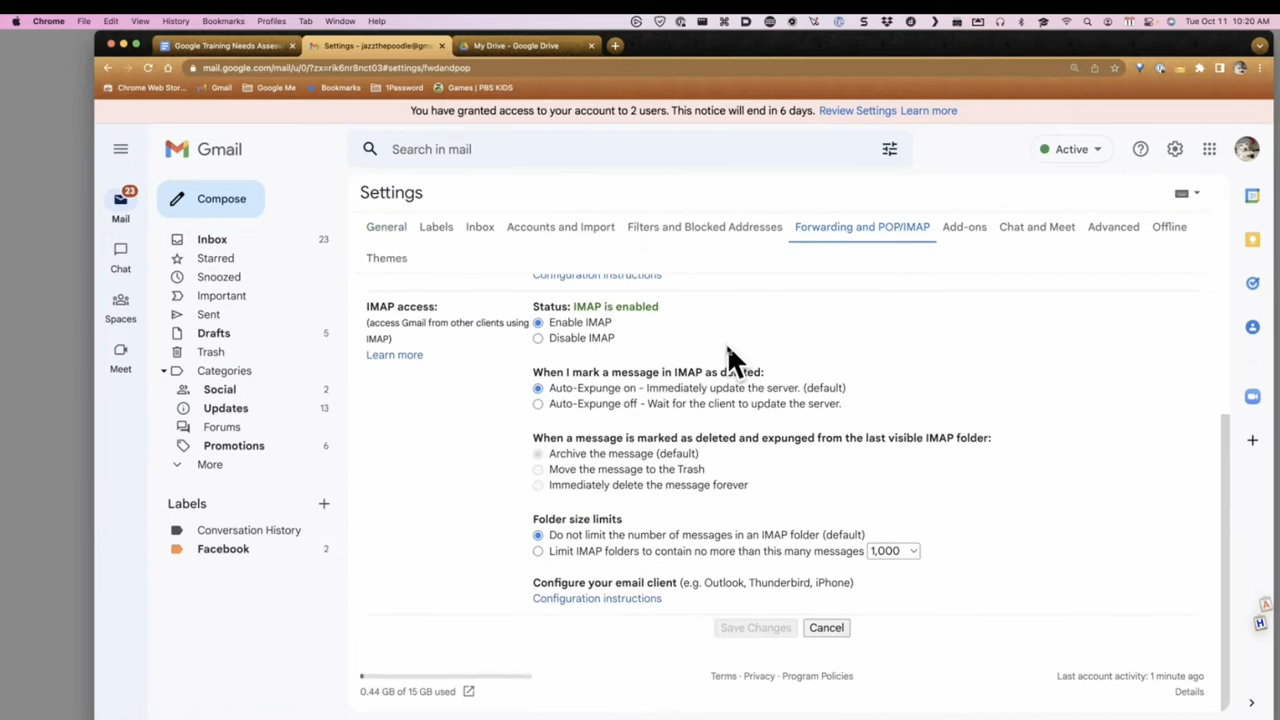 Chrome File Edit View History Bookmarks Profiles Tab Window Help Tue Oct 11 10:20 AM
Google Training Needs Asses
Settings - jazzthepoodle@gma
My Drive - Google Drive
mail.google.com/mail/u/0/?zx=rik6nr8nct03#settings/fwdandpop
Chrome Web Stor... Gmail Google Me Bookmarks 1Password Games | PBS KIDS
You have granted access to your account to 2 users. This notice will end in 6 days. Review Settings Learn more
Gmail
Search in mail
Active
23
Mail
Chat
Spaces
Meet
Compose
Inbox 23
Starred
Snoozed
Important
Sent
Drafts 5
Trash
Categories
Social
Updates 13
Forums
Promotions 6
More
Labels
Conversation History
Facebook 2
Settings
General Labels Inbox Accounts and Import Filters and Blocked Addresses Forwarding and POP/IMAP Add-ons Chat and Meet Advanced Offline
Themes
Configuration instructions
IMAP access:
(access Gmail from other clients using
IMAP)
Learn more
Status: IMAP is enabled
Enable IMAP
Disable IMAP
When I mark a message in IMAP as deleted:
Auto-Expunge on - Immediately update the server. (default)
Auto-Expunge off - Wait for the client to update the server.
When a message is marked as deleted and expunged from the last visible IMAP folder:
Archive the message (default)
Move the message to the Trash
Immediately delete the message forever
Folder size limits
Do not limit the number of messages in an IMAP folder (default)
Limit IMAP folders to contain no more than this many messages 1,000
Configure your email client (e.g. Outlook, Thunderbird, iPhone)
Configuration instructions
Save Changes Cancel
0.44 GB of 15 GB used
Terms · Privacy · Program Policies
Last account activity: 1 minute ago
Details
A
H